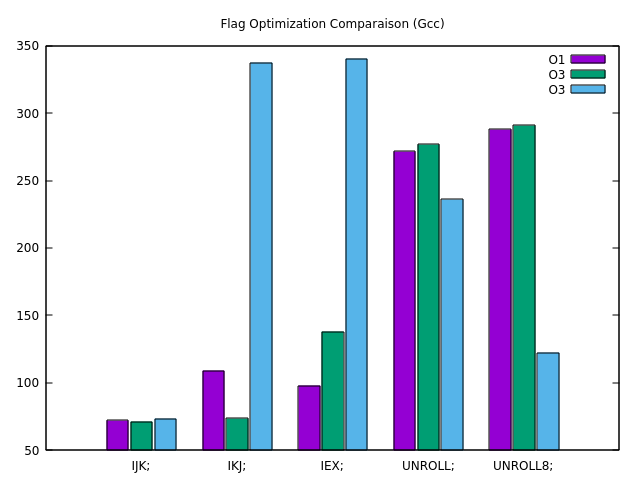 Flag Optimization Comparaison (Gcc)
350
300
250
200
150
100
50
O1
O3
O3
IJK; IKJ; IEX; UNROLL; UNROLL8;